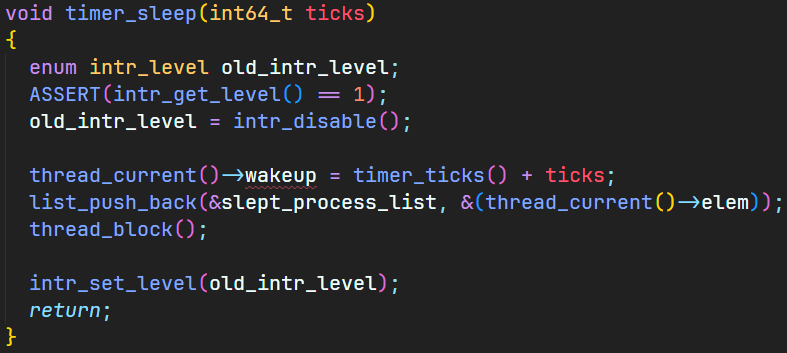 void timer_sleep(int64_t ticks)
{
  enum intr_level old_intr_level;
  ASSERT(intr_get_level() == 1);
  old_intr_level = intr_disable();

  thread_current()->wakeup = timer_ticks() + ticks;
  list_push_back(&slept_process_list, &(thread_current()->elem));
  thread_block();

  intr_set_level(old_intr_level);
  return;
}